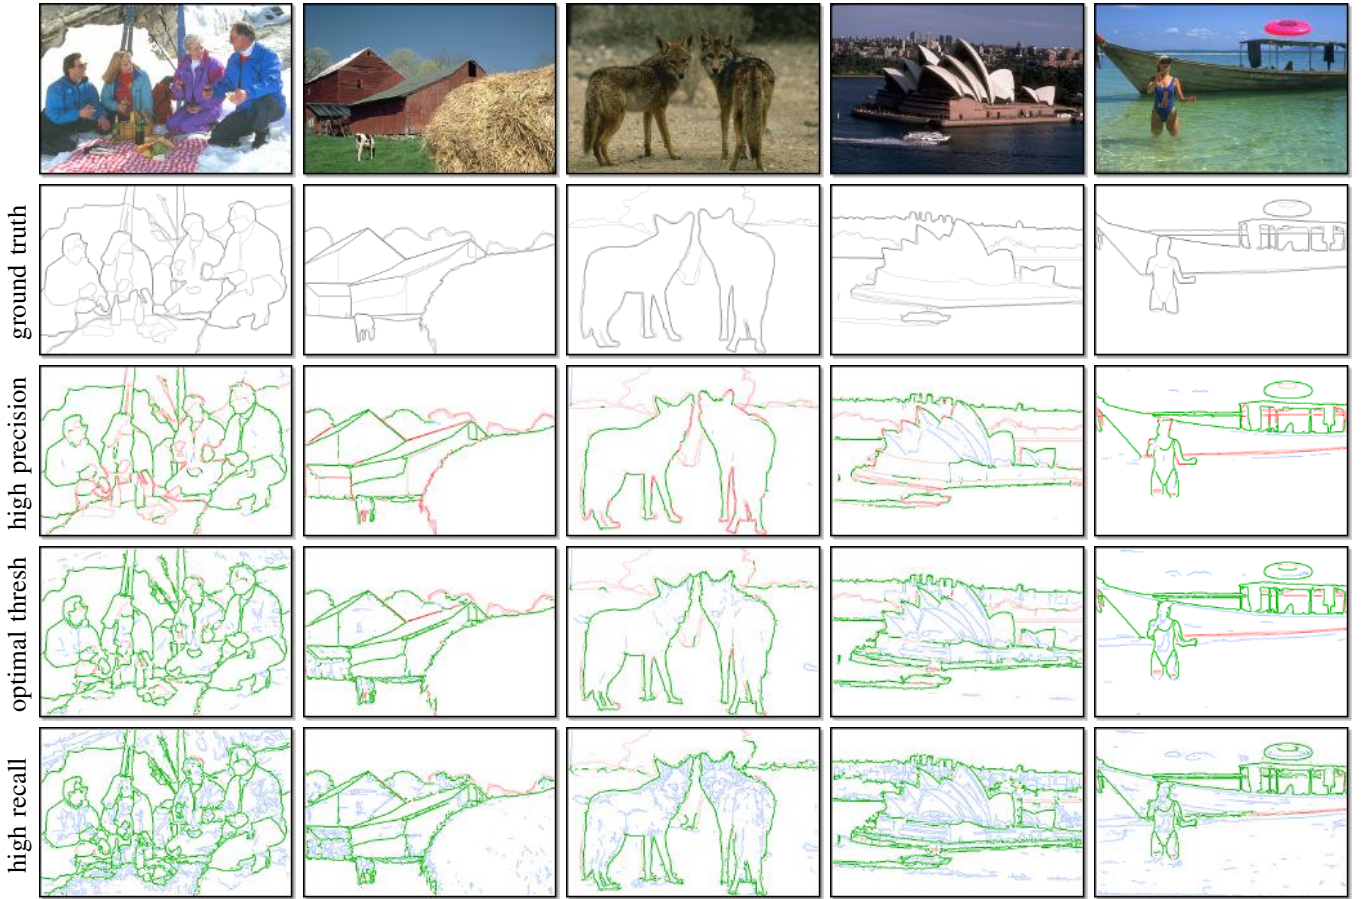 ground truth
high precision
optimal thresh
high recall